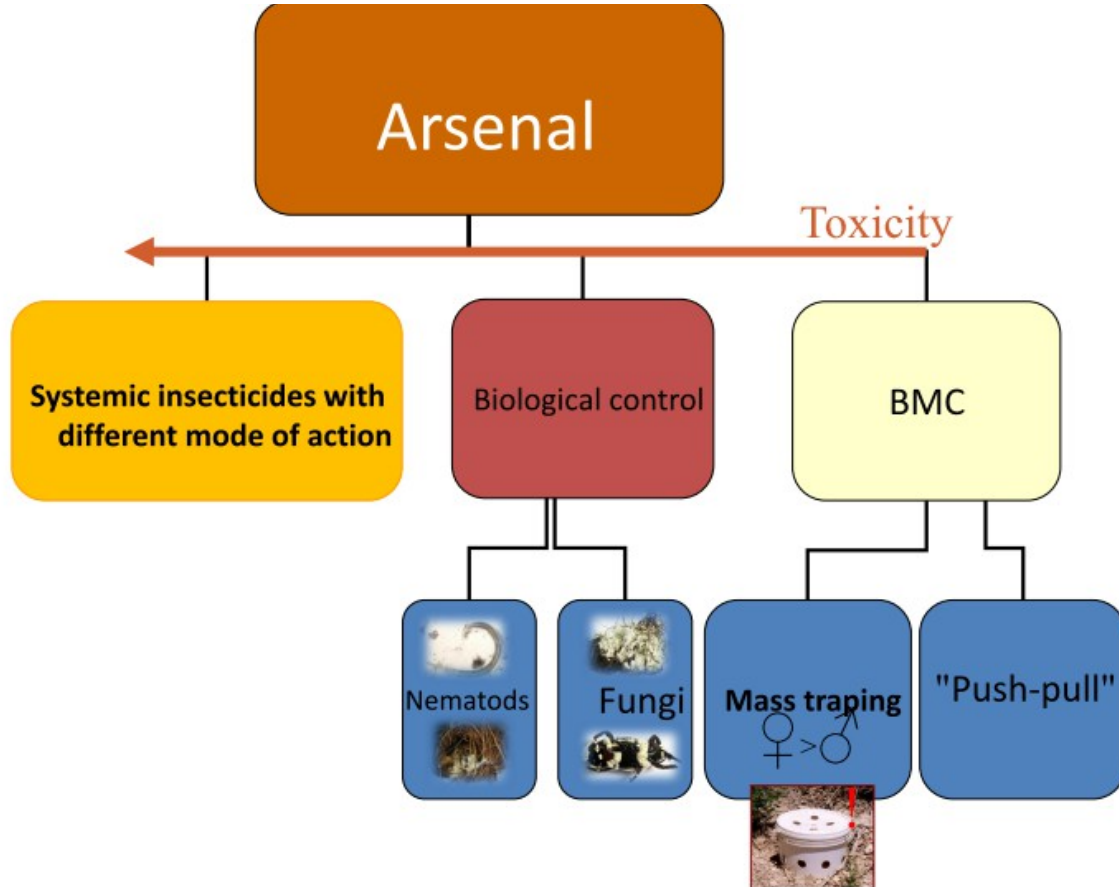 Arsenal
Toxicity
Systemic insecticides with
different mode of action
Biological control
BMC
Nematods
Fungi
Mass traping
♀>♂
"Push-pull"